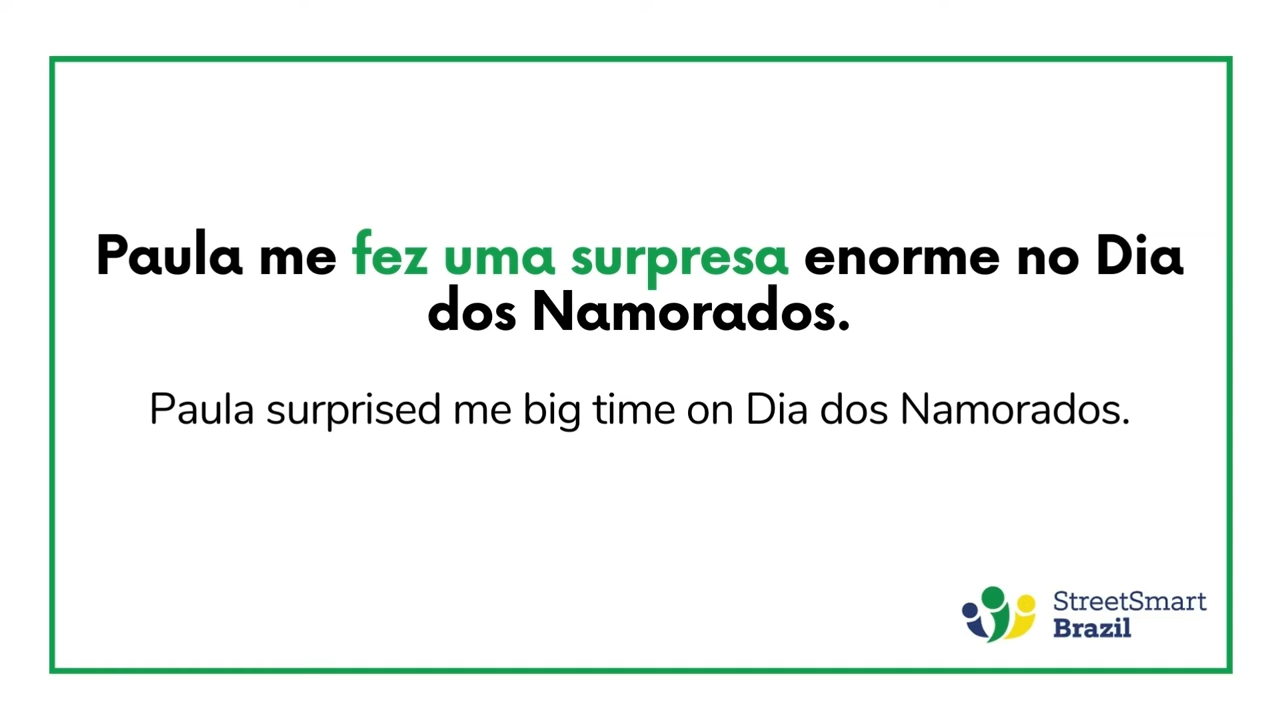 Paula me fez uma surpresa enorme no Dia
dos Namorados.
Paula surprised me big time on Dia dos Namorados.
StreetSmart
Brazil